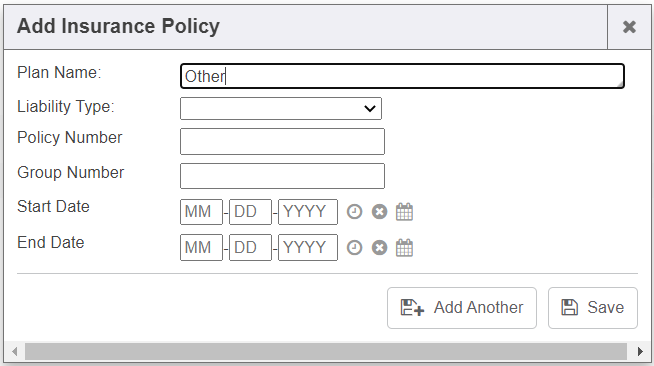 Add Insurance Policy
Plan Name: Other
Liability Type:
Policy Number
Group Number
Start Date MM - DD - YYYY
End Date MM - DD - YYYY
Add Another Save